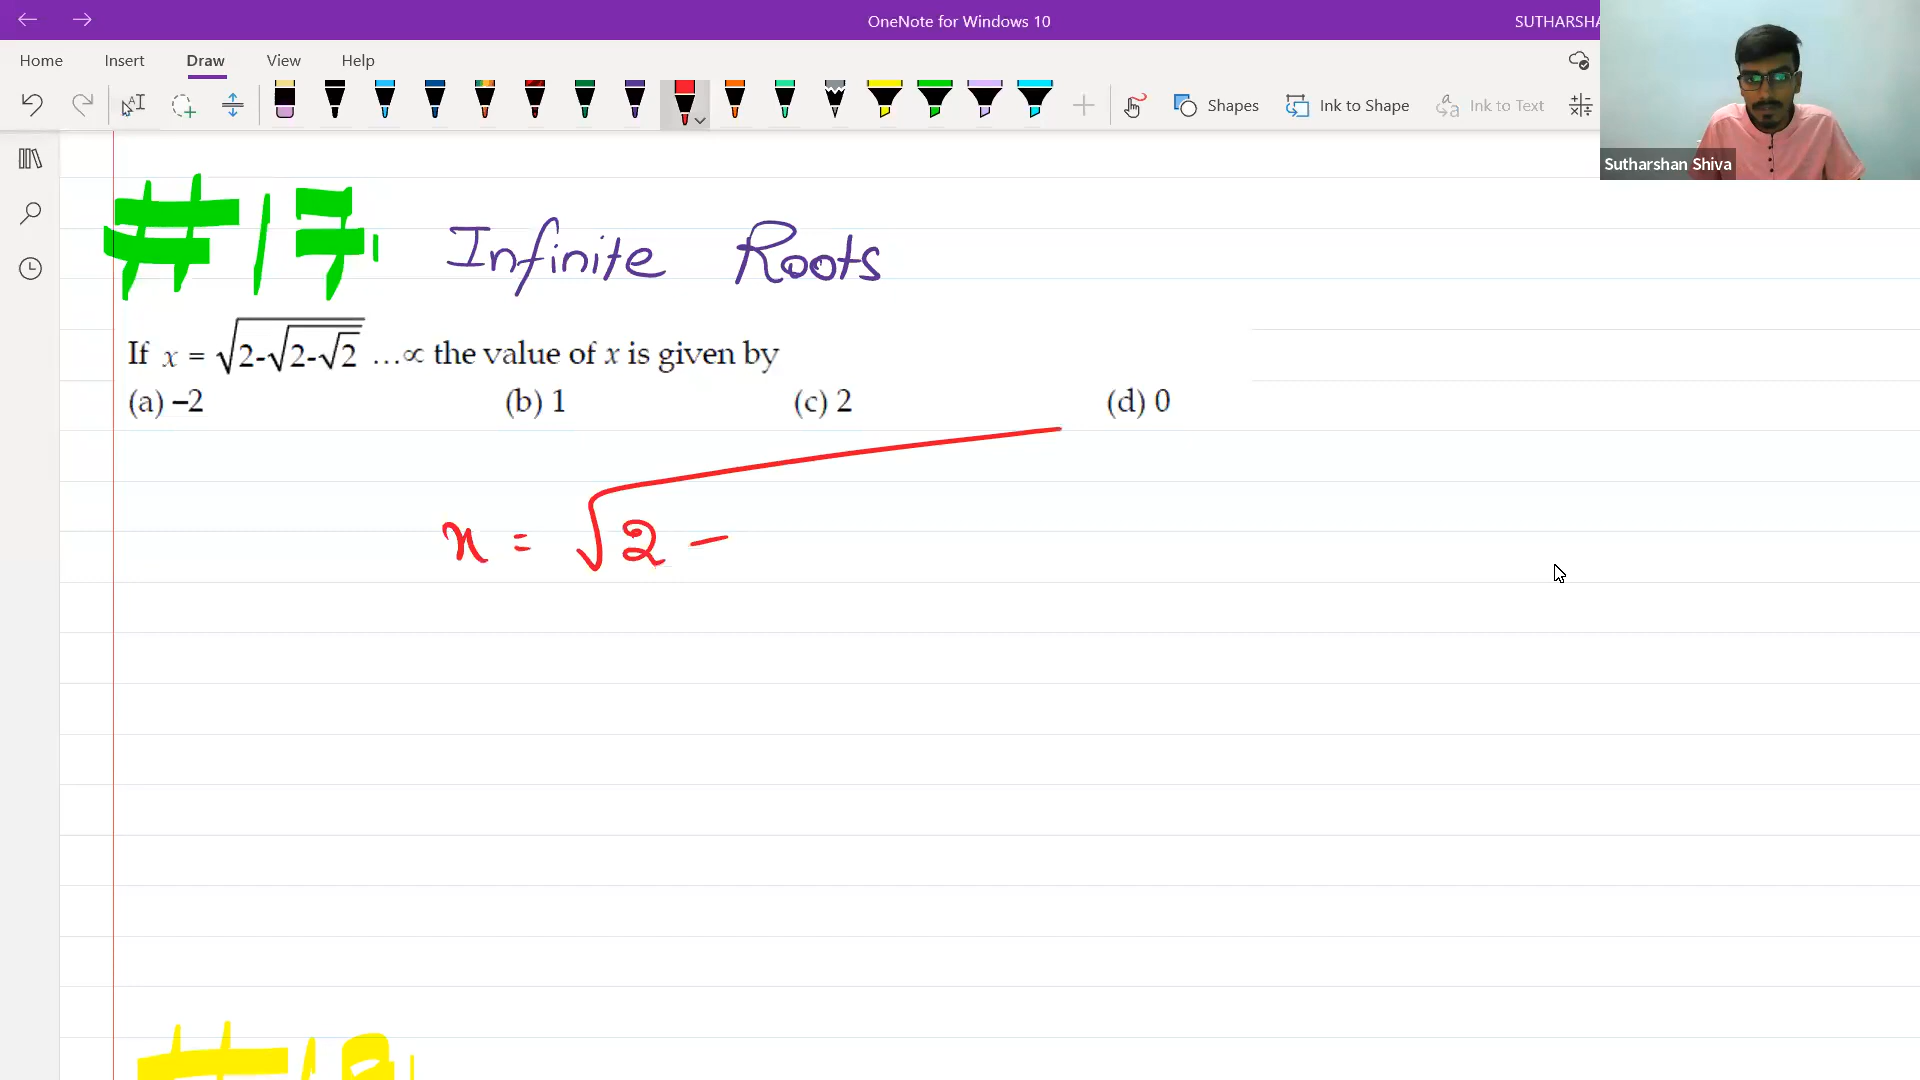 OneNote for Windows 10
SUTHARSHA
Home Insert Draw View Help
Shapes Ink to Shape Ink to Text
Sutharshan Shiva
#17. Infinite Roots
If x = √2-√2-√2 …∝ the value of x is given by
(a) –2 (b) 1 (c) 2 (d) 0
x = √2 –